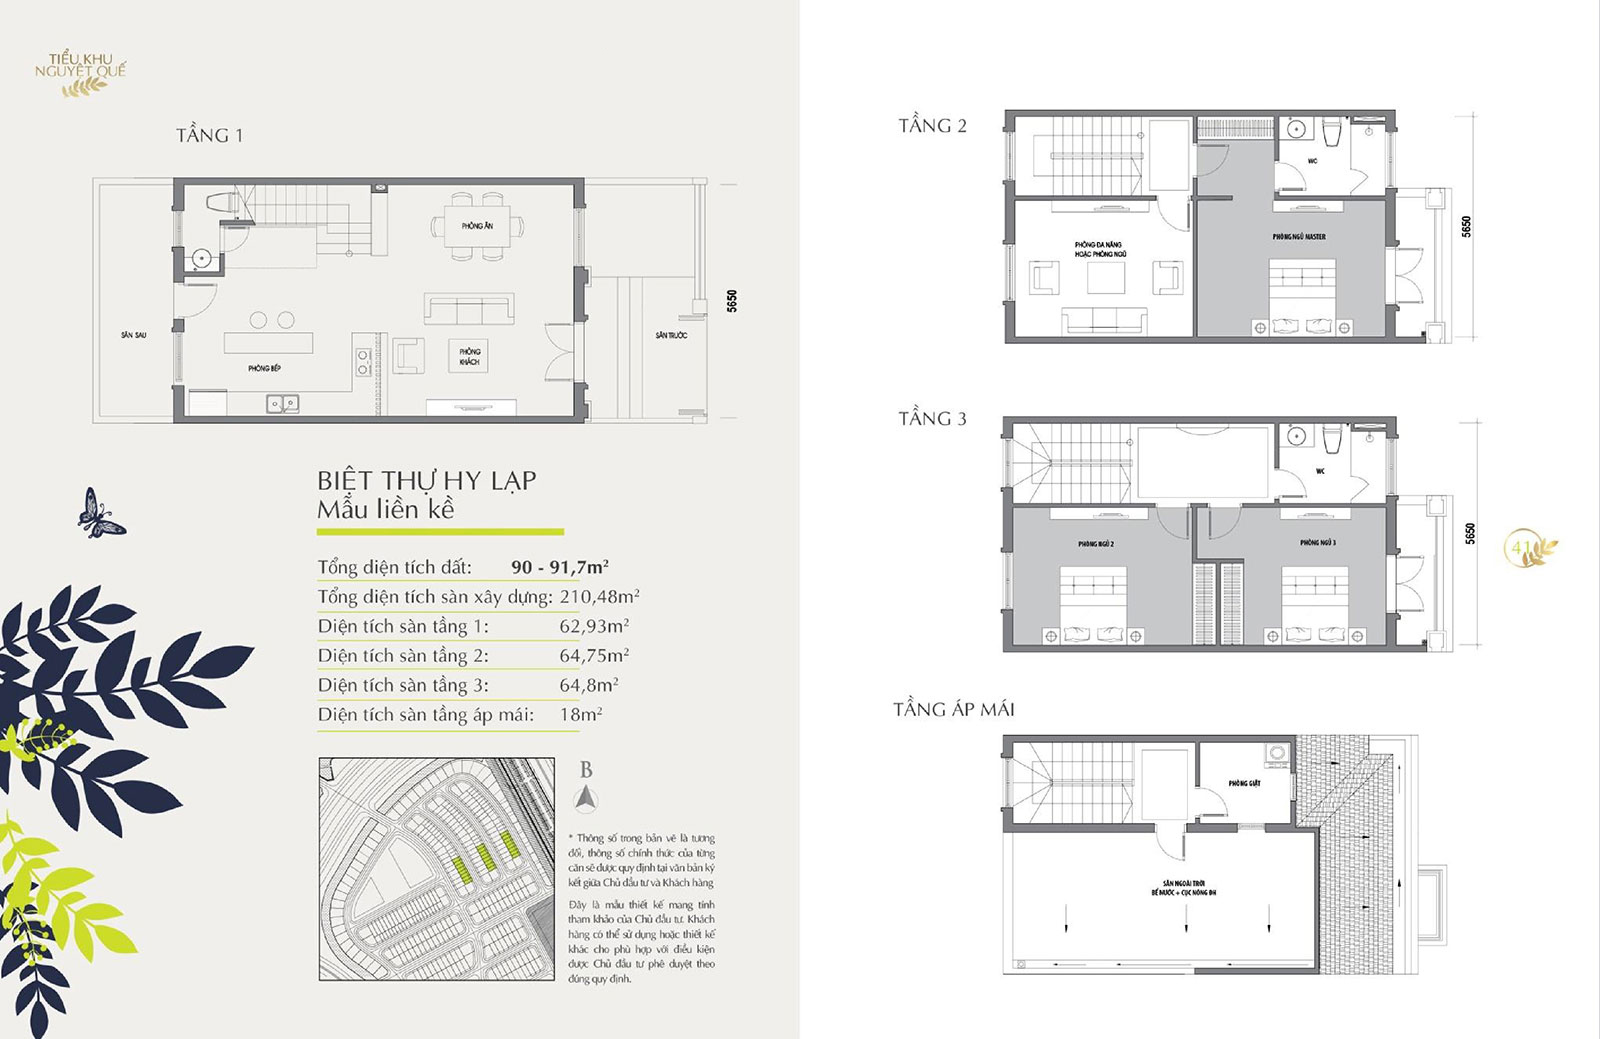 TIỂU KHU
NGUYỆT QUẾ
TẦNG 1
PHÒNG ĂN
SÂN SAU
PHÒNG BẾP
PHÒNG
KHÁCH
SÂN TRƯỚC
5650
BIỆT THỰ HY LẠP
Mẫu liền kề
Tổng diện tích đất: 90 - 91,7m²
Tổng diện tích sàn xây dựng: 210,48m²
Diện tích sàn tầng 1: 62,93m²
Diện tích sàn tầng 2: 64,75m²
Diện tích sàn tầng 3: 64,8m²
Diện tích sàn tầng áp mái: 18m²
B
* Thông số trong bản vẽ là tương
đối, thông số chính thức của từng
căn sẽ được quy định tại văn bản ký
kết giữa Chủ đầu tư và Khách hàng
Đây là mẫu thiết kế mang tính
tham khảo của Chủ đầu tư. Khách
hàng có thể sử dụng hoặc thiết kế
khác cho phù hợp với điều kiện
được Chủ đầu tư phê duyệt theo
đúng quy định.
TẦNG 2
WC
PHÒNG ĐA NĂNG
HOẶC PHÒNG NGỦ
PHÒNG NGỦ MASTER
5650
TẦNG 3
WC
PHÒNG NGỦ 2
PHÒNG NGỦ 3
5650
41
TẦNG ÁP MÁI
PHÒNG GIẶT
SÂN NGOÀI TRỜI
BỂ NƯỚC + CỤC NÓNG ĐH